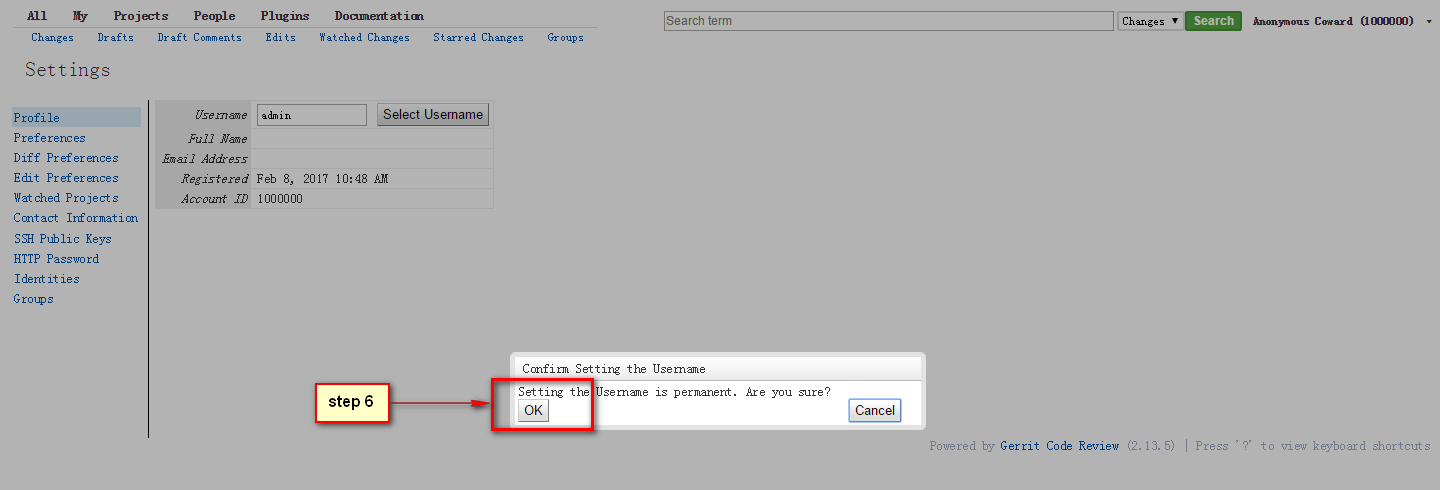 All My Projects People Plugins Documentation
Search term Changes Search Anonymous Coward (1000000)
Changes Drafts Draft Comments Edits Watched Changes Starred Changes Groups
Settings
Profile
Preferences
Diff Preferences
Edit Preferences
Watched Projects
Contact Information
SSH Public Keys
HTTP Password
Identities
Groups
Username admin Select Username
Full Name
Email Address
Registered Feb 8, 2017 10:48 AM
Account ID 1000000
Confirm Setting the Username
Setting the Username is permanent. Are you sure?
step 6
OK Cancel
Powered by Gerrit Code Review (2.13.5) | Press '?' to view keyboard shortcuts